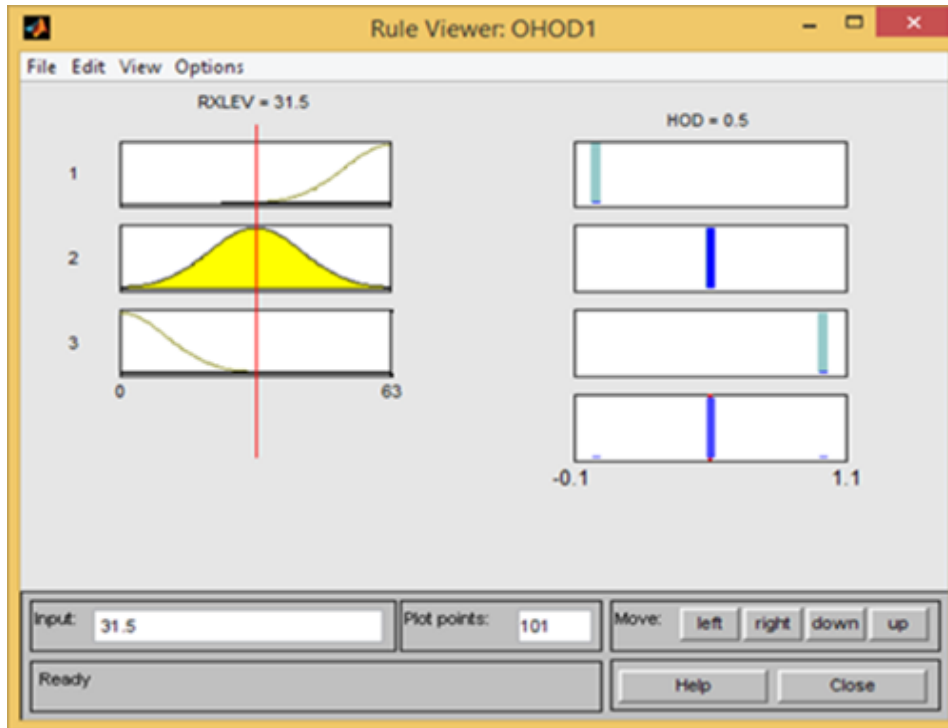 Rule Viewer: OHOD1
File Edit View Options
RXLEV = 31.5
HOD = 0.5
1
2
3
0 63
-0.1 1.1
Input: 31.5 Plot points: 101 Move: left right down up
Ready Help Close